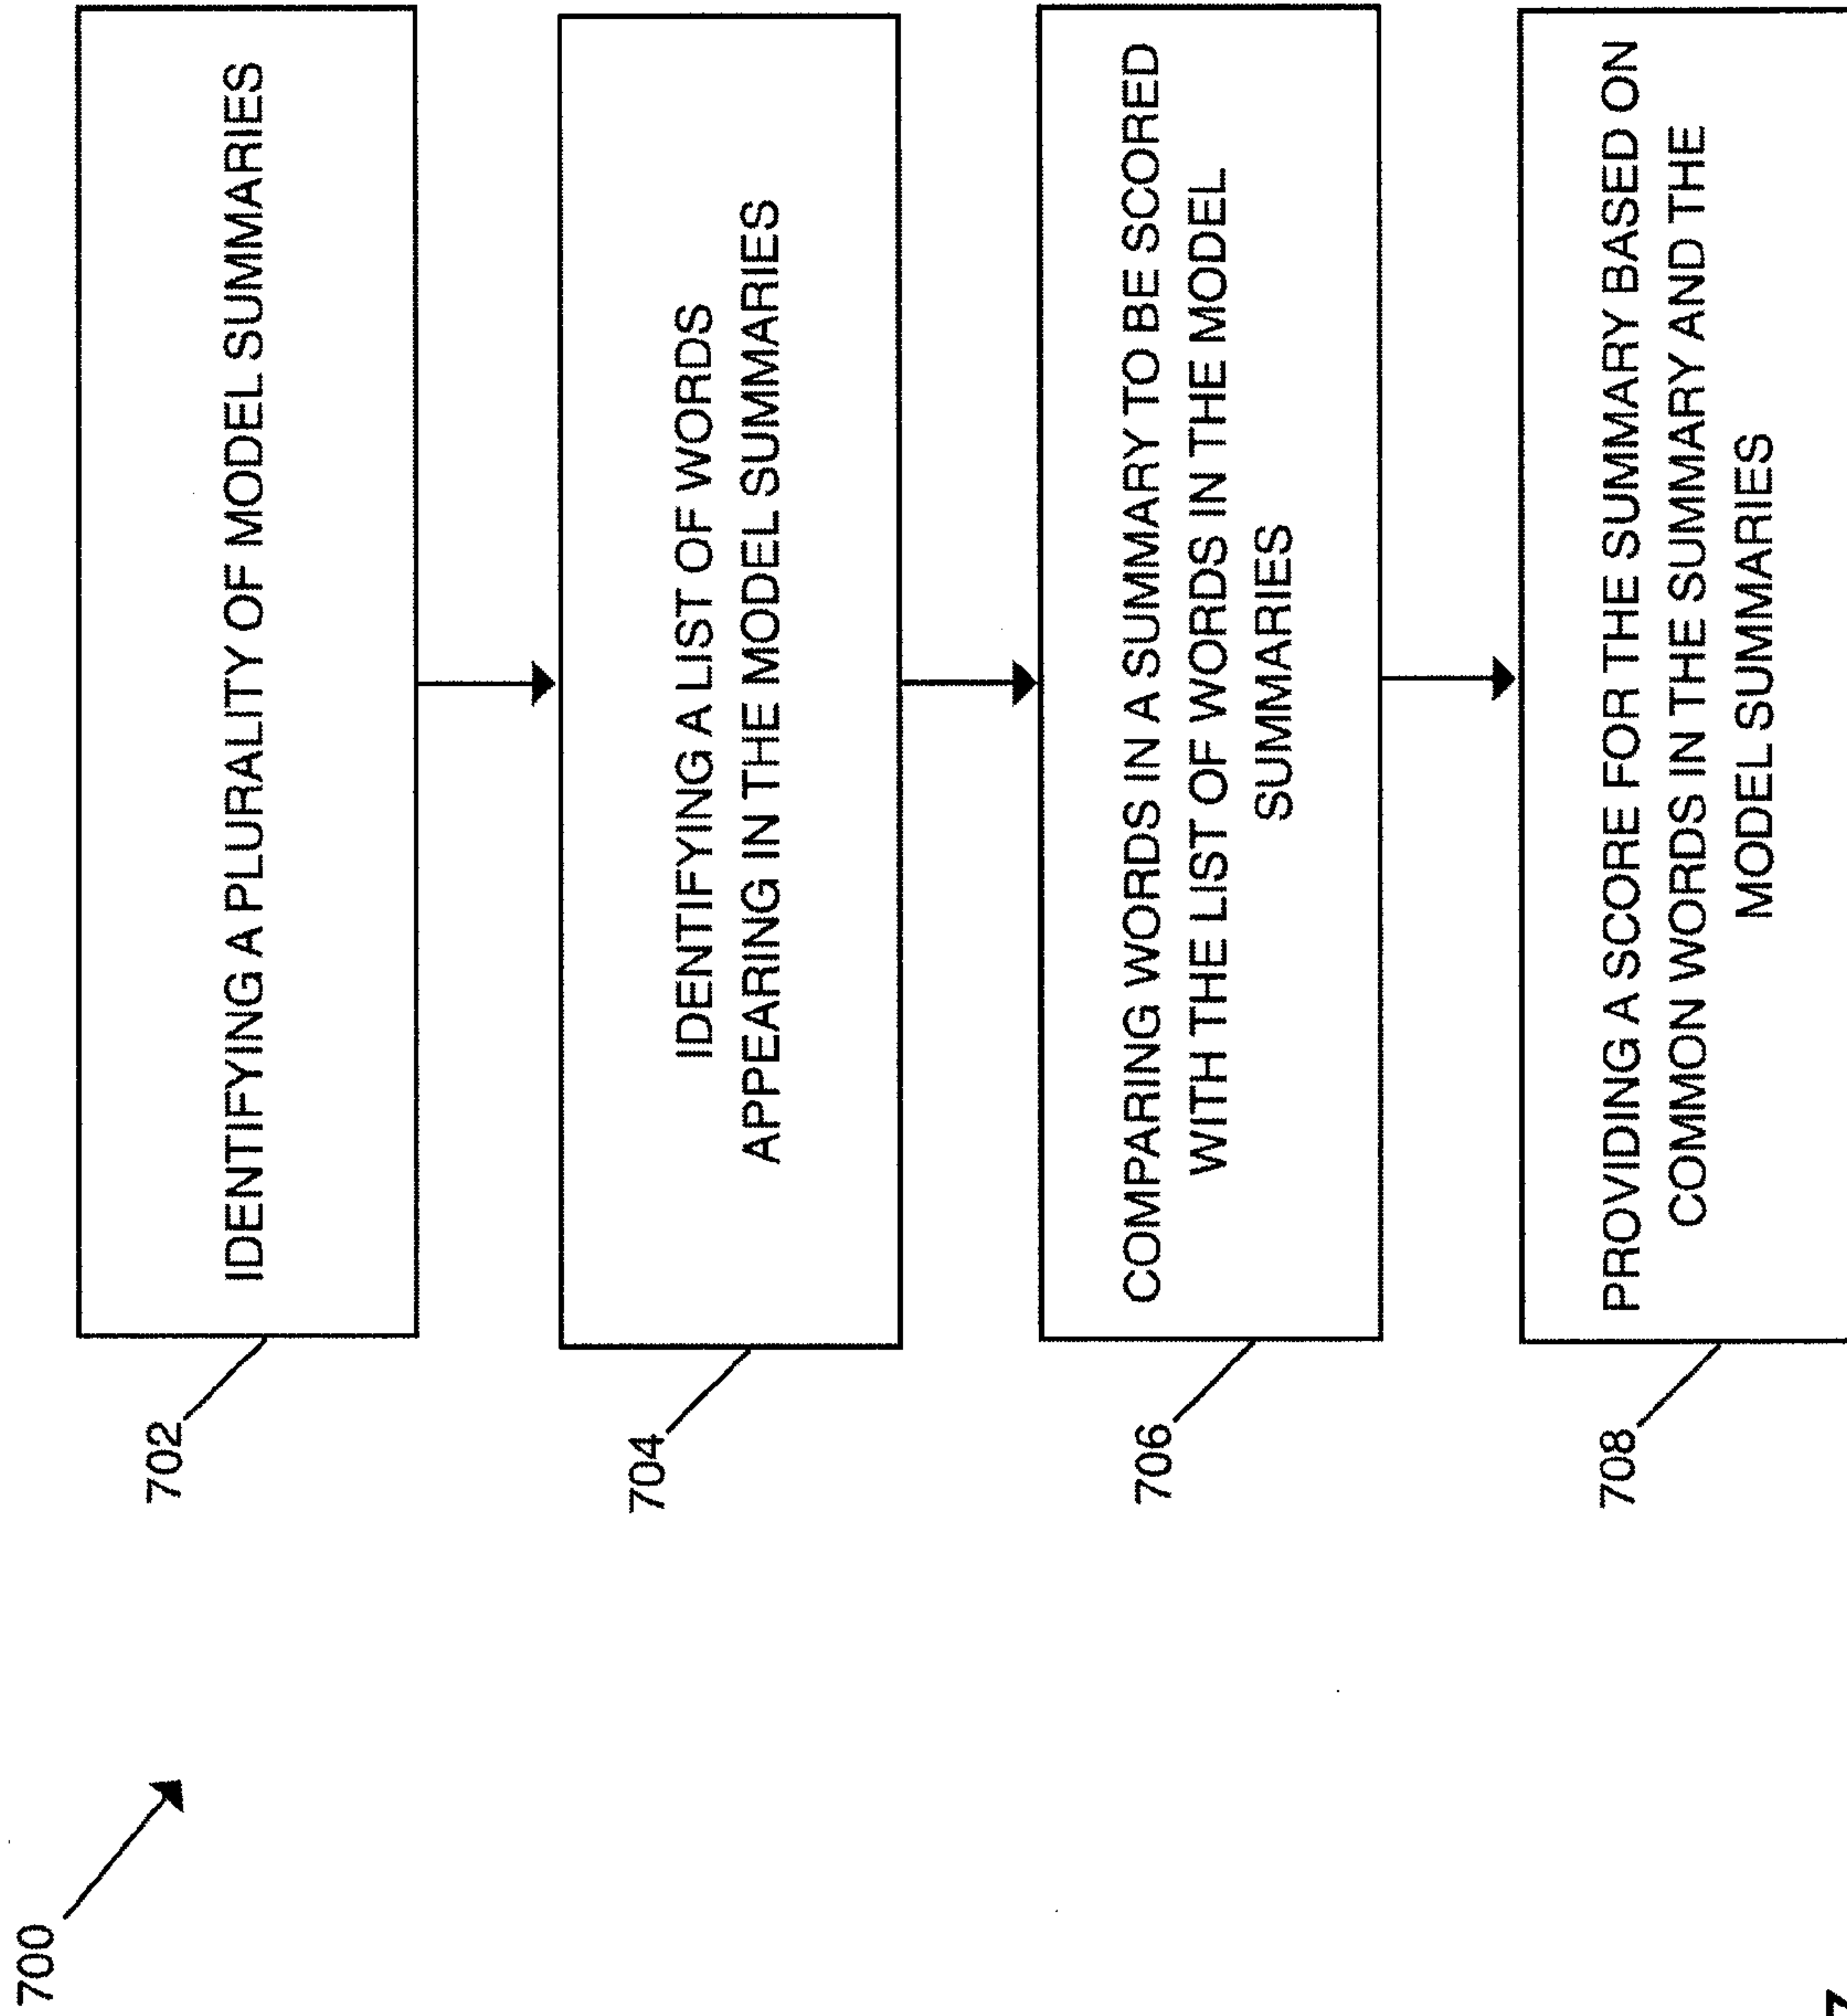 700
702
IDENTIFYING A PLURALITY OF MODEL SUMMARIES
704
IDENTIFYING A LIST OF WORDS
APPEARING IN THE MODEL SUMMARIES
706
COMPARING WORDS IN A SUMMARY TO BE SCORED
WITH THE LIST OF WORDS IN THE MODEL
SUMMARIES
708
PROVIDING A SCORE FOR THE SUMMARY BASED ON
COMMON WORDS IN THE SUMMARY AND THE
MODEL SUMMARIES